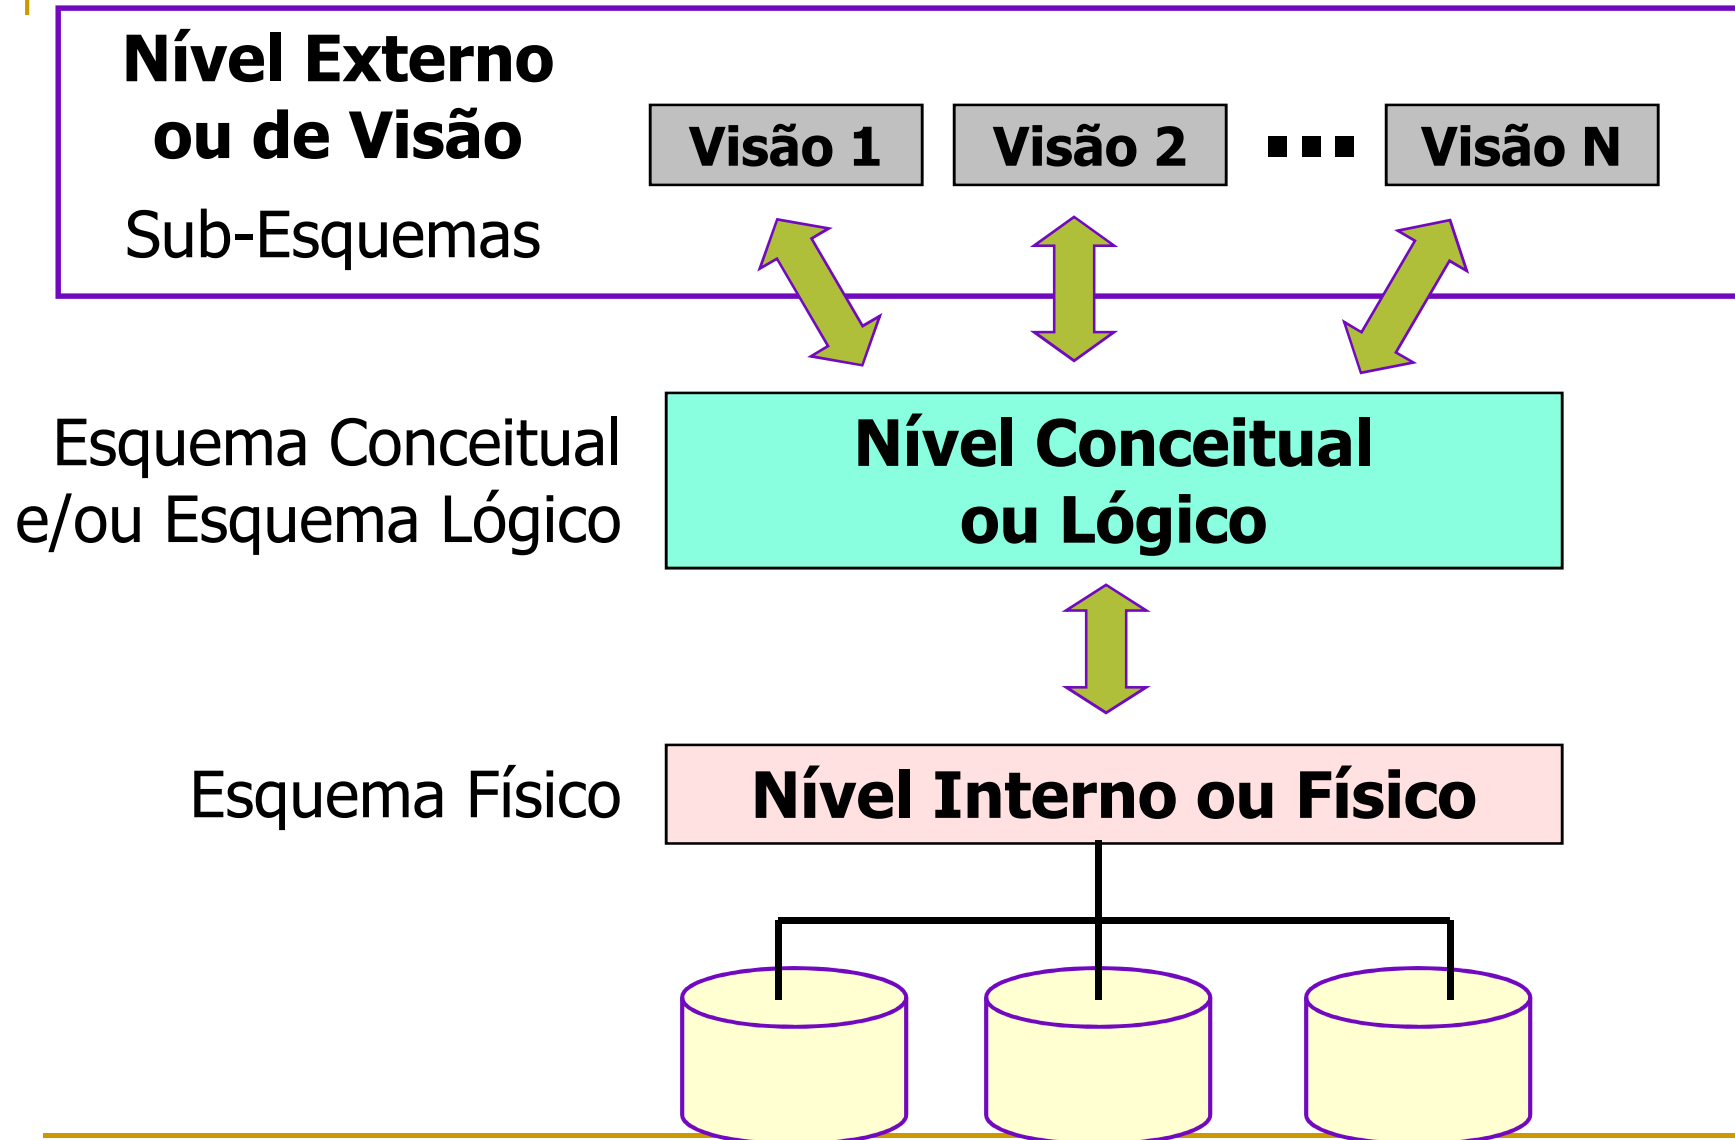 Nível Externo
ou de Visão
Sub-Esquemas
Visão 1
Visão 2
...
Visão N
Esquema Conceitual
e/ou Esquema Lógico
Nível Conceitual
ou Lógico
Esquema Físico
Nível Interno ou Físico